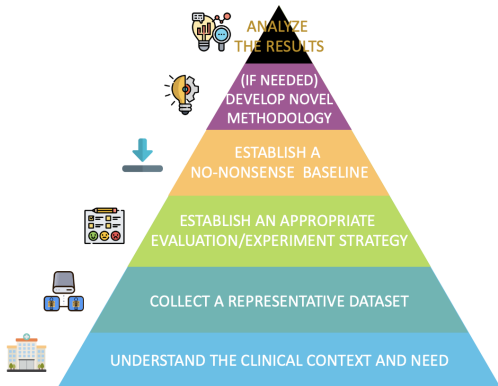 ANALYZE
THE RESULTS
(IF NEEDED)
DEVELOP NOVEL
METHODOLOGY
ESTABLISH A
NO-NONSENSE BASELINE
ESTABLISH AN APPROPRIATE
EVALUATION/EXPERIMENT STRATEGY
COLLECT A REPRESENTATIVE DATASET
UNDERSTAND THE CLINICAL CONTEXT AND NEED